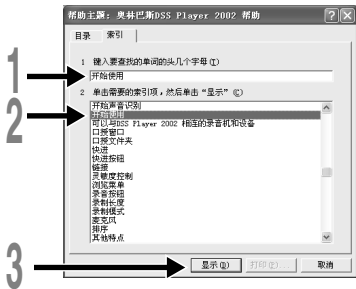 帮助主题: 奥林巴斯DSS Player 2002 帮助
目录 索引
1 键入要查找的单词的头几个字母(T)
开始使用
2 单击需要的索引项，然后单击“显示”(C)
开始声音识别
开始使用
可以与DSS Player 2002 相连的录音机和设备
口授窗口
口授文件夹
快进
快进按钮
链接
灵敏度控制
浏览菜单
录音按钮
录制长度
录制模式
麦克风
排序
其他特点
显示(D) 打印(P)... 取消
1
2
3